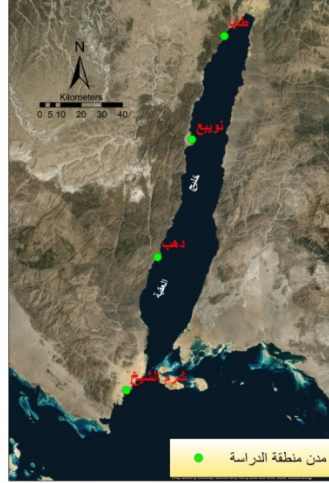 طابا
N
Kilometers
0 5 10 20 30 40
نويبع
خليج
دهب
العقبة
شرم الشيخ
مدن منطقة الدراسة